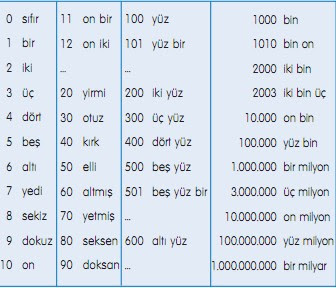 0 sıfır 11 on bir 100 yüz 1000 bin
1 bir 12 on iki 101 yüz bir 1010 bin on
2 iki ... ... 2000 iki bin
3 üç 20 yirmi 200 iki yüz 2003 iki bin üç
4 dört 30 otuz 300 üç yüz 10.000 on bin
5 beş 40 kırk 400 dört yüz 100.000 yüz bin
6 altı 50 elli 500 beş yüz 1.000.000 bir milyon
7 yedi 60 altmış 501 beş yüz bir 3.000.000 üç milyon
8 sekiz 70 yetmiş ... 10.000.000 on milyon
9 dokuz 80 seksen 600 altı yüz 100.000.000 yüz milyon
10 on 90 doksan ... 1.000.000.000 bir milyar